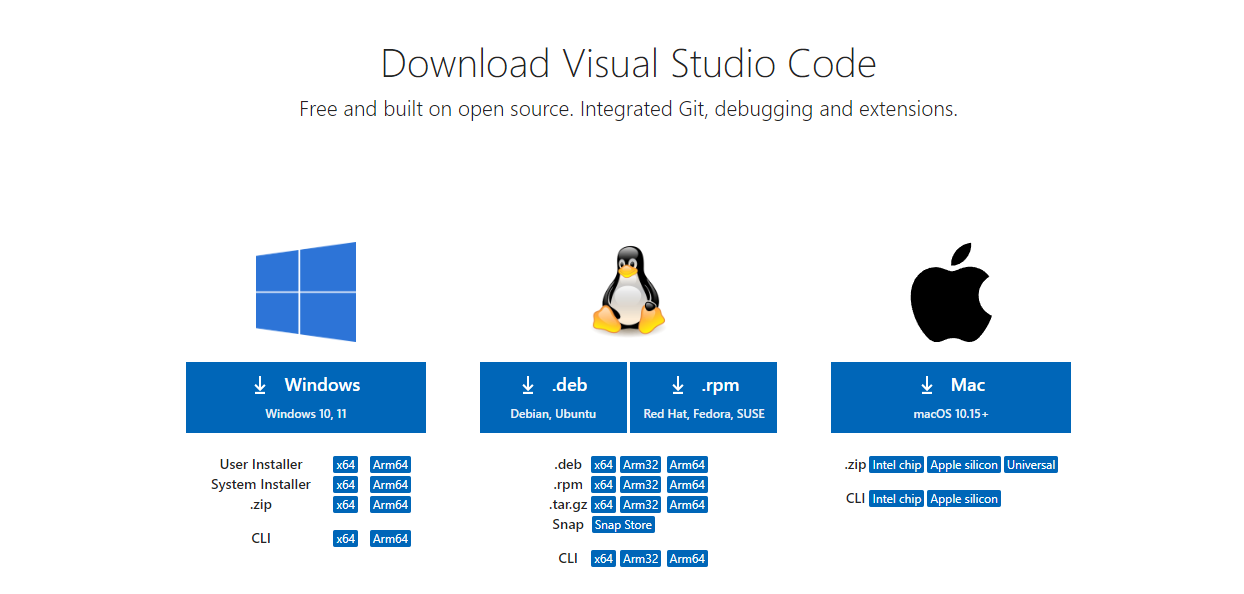 Download Visual Studio Code
Free and built on open source. Integrated Git, debugging and extensions.
Windows
Windows 10, 11
User Installer x64 Arm64
System Installer x64 Arm64
.zip x64 Arm64
CLI x64 Arm64
.deb
Debian, Ubuntu
.rpm
Red Hat, Fedora, SUSE
.deb x64 Arm32 Arm64
.rpm x64 Arm32 Arm64
.tar.gz x64 Arm32 Arm64
Snap Snap Store
CLI x64 Arm32 Arm64
Mac
macOS 10.15+
.zip Intel chip Apple silicon Universal
CLI Intel chip Apple silicon